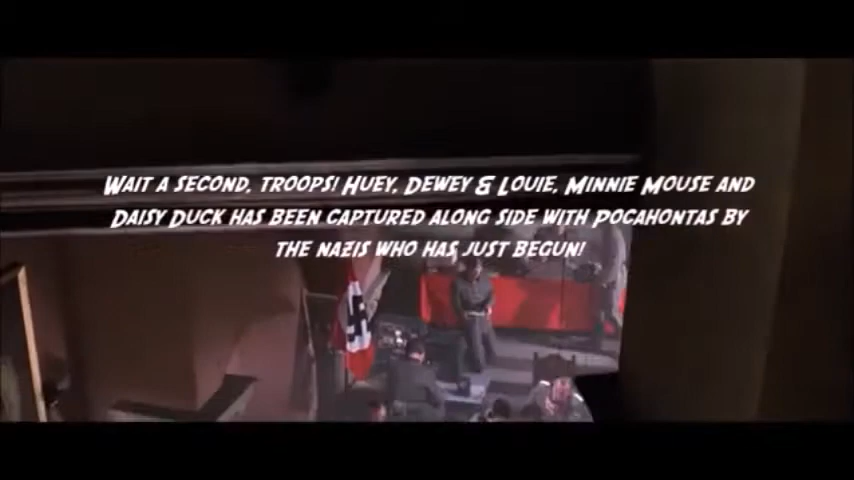 Wait a second, troops! Huey, Dewey & Louie, Minnie Mouse and
Daisy Duck has been captured along side with Pocahontas by
the nazis who has just begun!